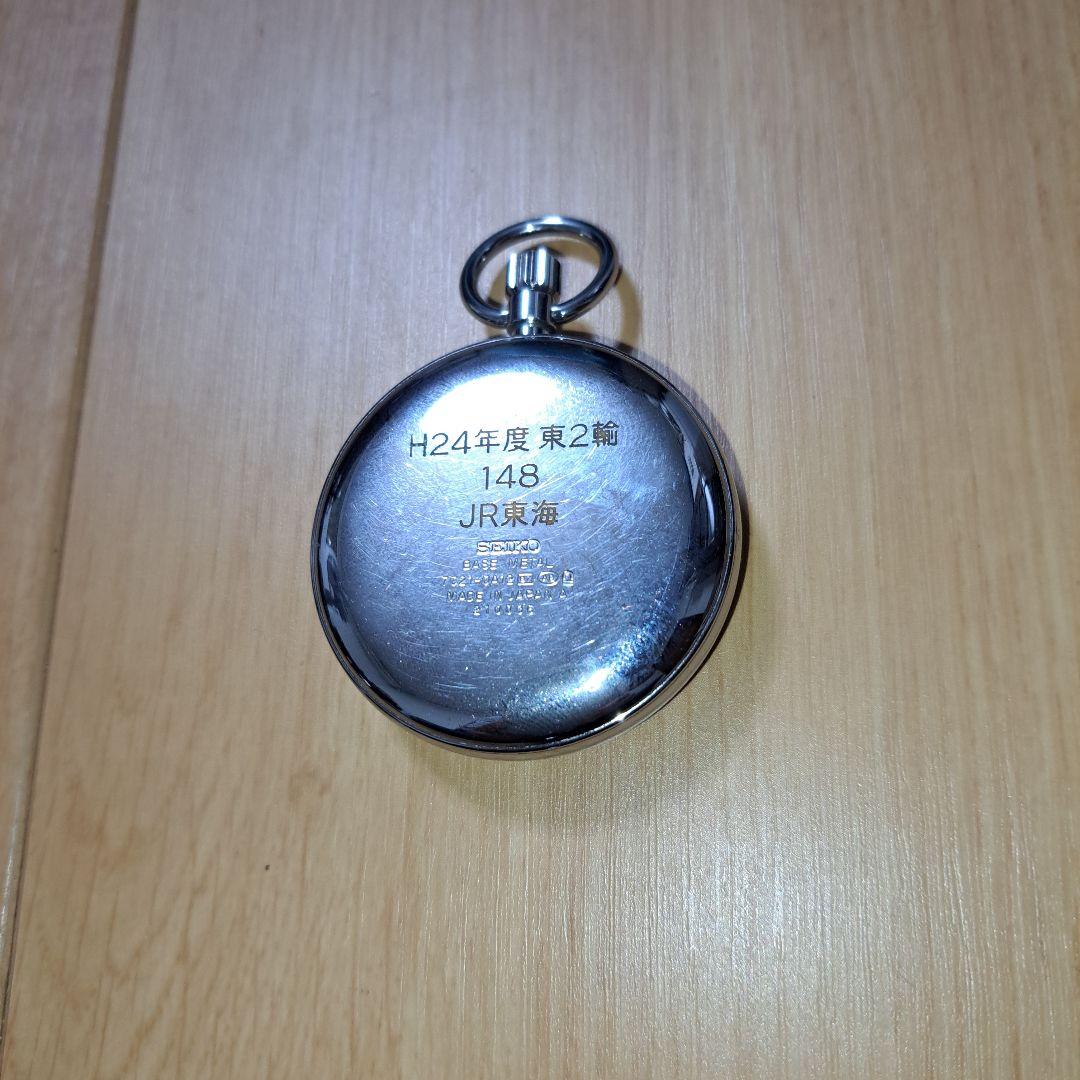 H24年度 東2輸
148
JR東海
SEIKO
BASE METAL
MADE IN JAPAN A